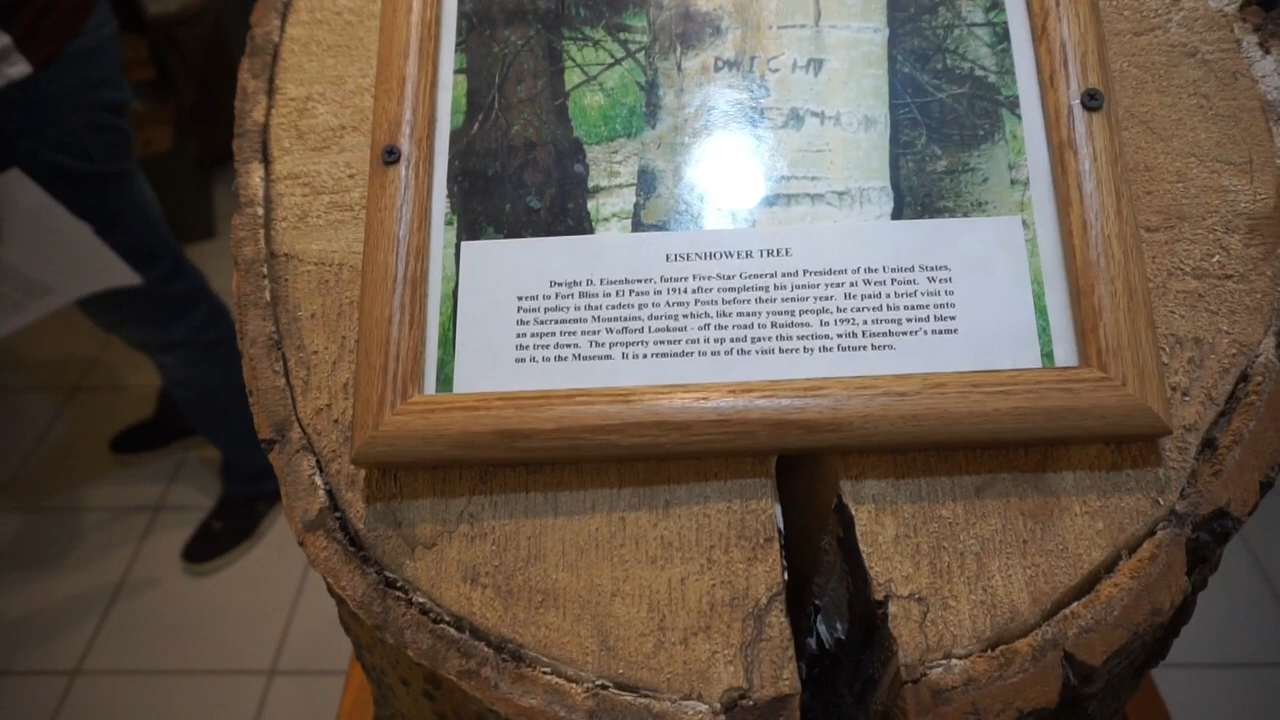 DWIGHT
EISENHOWER TREE
Dwight D. Eisenhower, future Five-Star General and President of the United States,
went to Fort Bliss in El Paso in 1914 after completing his junior year at West Point. West
Point policy is that cadets go to Army Posts before their senior year. He paid a brief visit to
the Sacramento Mountains, during which, like many young people, he carved his name onto
an aspen tree near Wofford Lookout - off the road to Ruidoso. In 1992, a strong wind blew
the tree down. The property owner cut it up and gave this section, with Eisenhower's name
on it, to the Museum. It is a reminder to us of the visit here by the future hero.